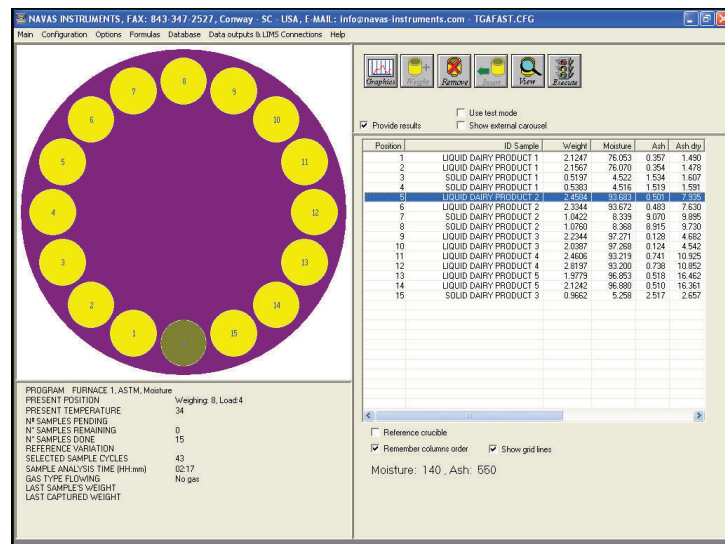 NAVAS INSTRUMENTS, FAX: 843-347-2527, Conway - SC - USA, E-MAIL: info@navas-instruments.com - TGAFAST.CFG
Main Configuration Options Formulas Database Data outputs & LIMS Connections Help
Graphics Weight Remove Insert View Execute
Use test mode
Provide results Show external carousel
8
7 9
6 10
5 11
4 12
3 13
2 14
1 15
Position ID Sample Weight Moisture Ash Ash dry
1 LIQUID DAIRY PRODUCT 1 2.1247 76.053 0.357 1.490
2 LIQUID DAIRY PRODUCT 1 2.1567 76.070 0.354 1.478
3 SOLID DAIRY PRODUCT 1 0.5197 4.522 1.534 1.607
4 SOLID DAIRY PRODUCT 1 0.5383 4.516 1.519 1.591
5 LIQUID DAIRY PRODUCT 2 2.4584 93.683 0.501 7.935
6 LIQUID DAIRY PRODUCT 2 2.3344 93.672 0.483 7.630
7 SOLID DAIRY PRODUCT 2 1.0422 8.339 9.070 9.895
8 SOLID DAIRY PRODUCT 2 1.0760 8.368 8.915 9.730
9 LIQUID DAIRY PRODUCT 3 2.2344 97.271 0.128 4.682
10 LIQUID DAIRY PRODUCT 3 2.0387 97.268 0.124 4.542
11 LIQUID DAIRY PRODUCT 4 2.4606 93.219 0.741 10.925
12 LIQUID DAIRY PRODUCT 4 2.8197 93.200 0.738 10.852
13 LIQUID DAIRY PRODUCT 5 1.9779 96.853 0.518 16.462
14 LIQUID DAIRY PRODUCT 5 2.1242 96.880 0.510 16.361
15 SOLID DAIRY PRODUCT 3 0.9662 5.258 2.517 2.657
PROGRAM FURNACE 1, ASTM, Moisture
PRESENT POSITION Weighing: 8, Load:4
PRESENT TEMPERATURE 34
Nº SAMPLES PENDING
N° SAMPLES REMAINING 0
N° SAMPLES DONE 15
REFERENCE VARIATION
SELECTED SAMPLE CYCLES 43
SAMPLE ANALYSIS TIME (HH:mm) 02:17
GAS TYPE FLOWING No gas
LAST SAMPLE'S WEIGHT
LAST CAPTURED WEIGHT
Reference crucible
Remember columns order Show grid lines
Moisture: 140 , Ash: 550